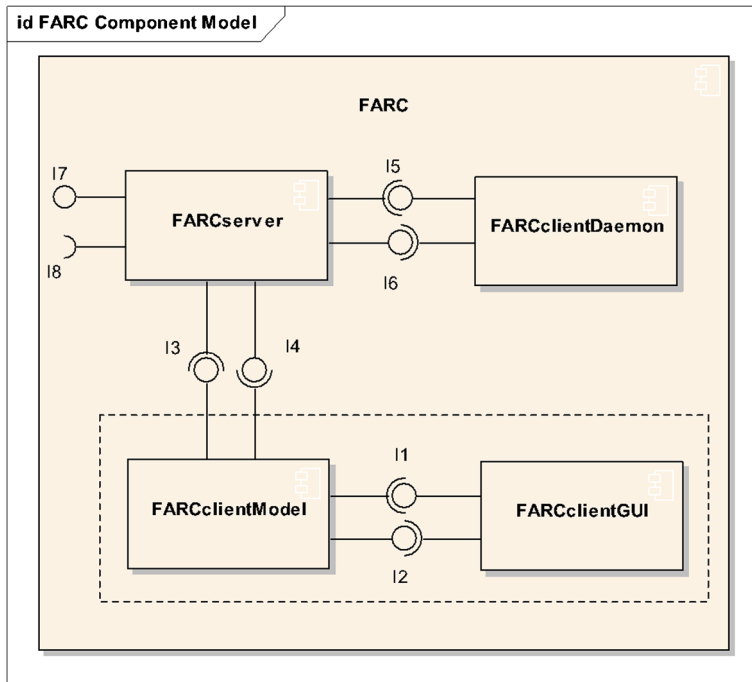 id FARC Component Model
FARC
I7
I5
FARCserver
FARCclientDaemon
I8
I6
I3
I4
I1
FARCclientModel
FARCclientGUI
I2